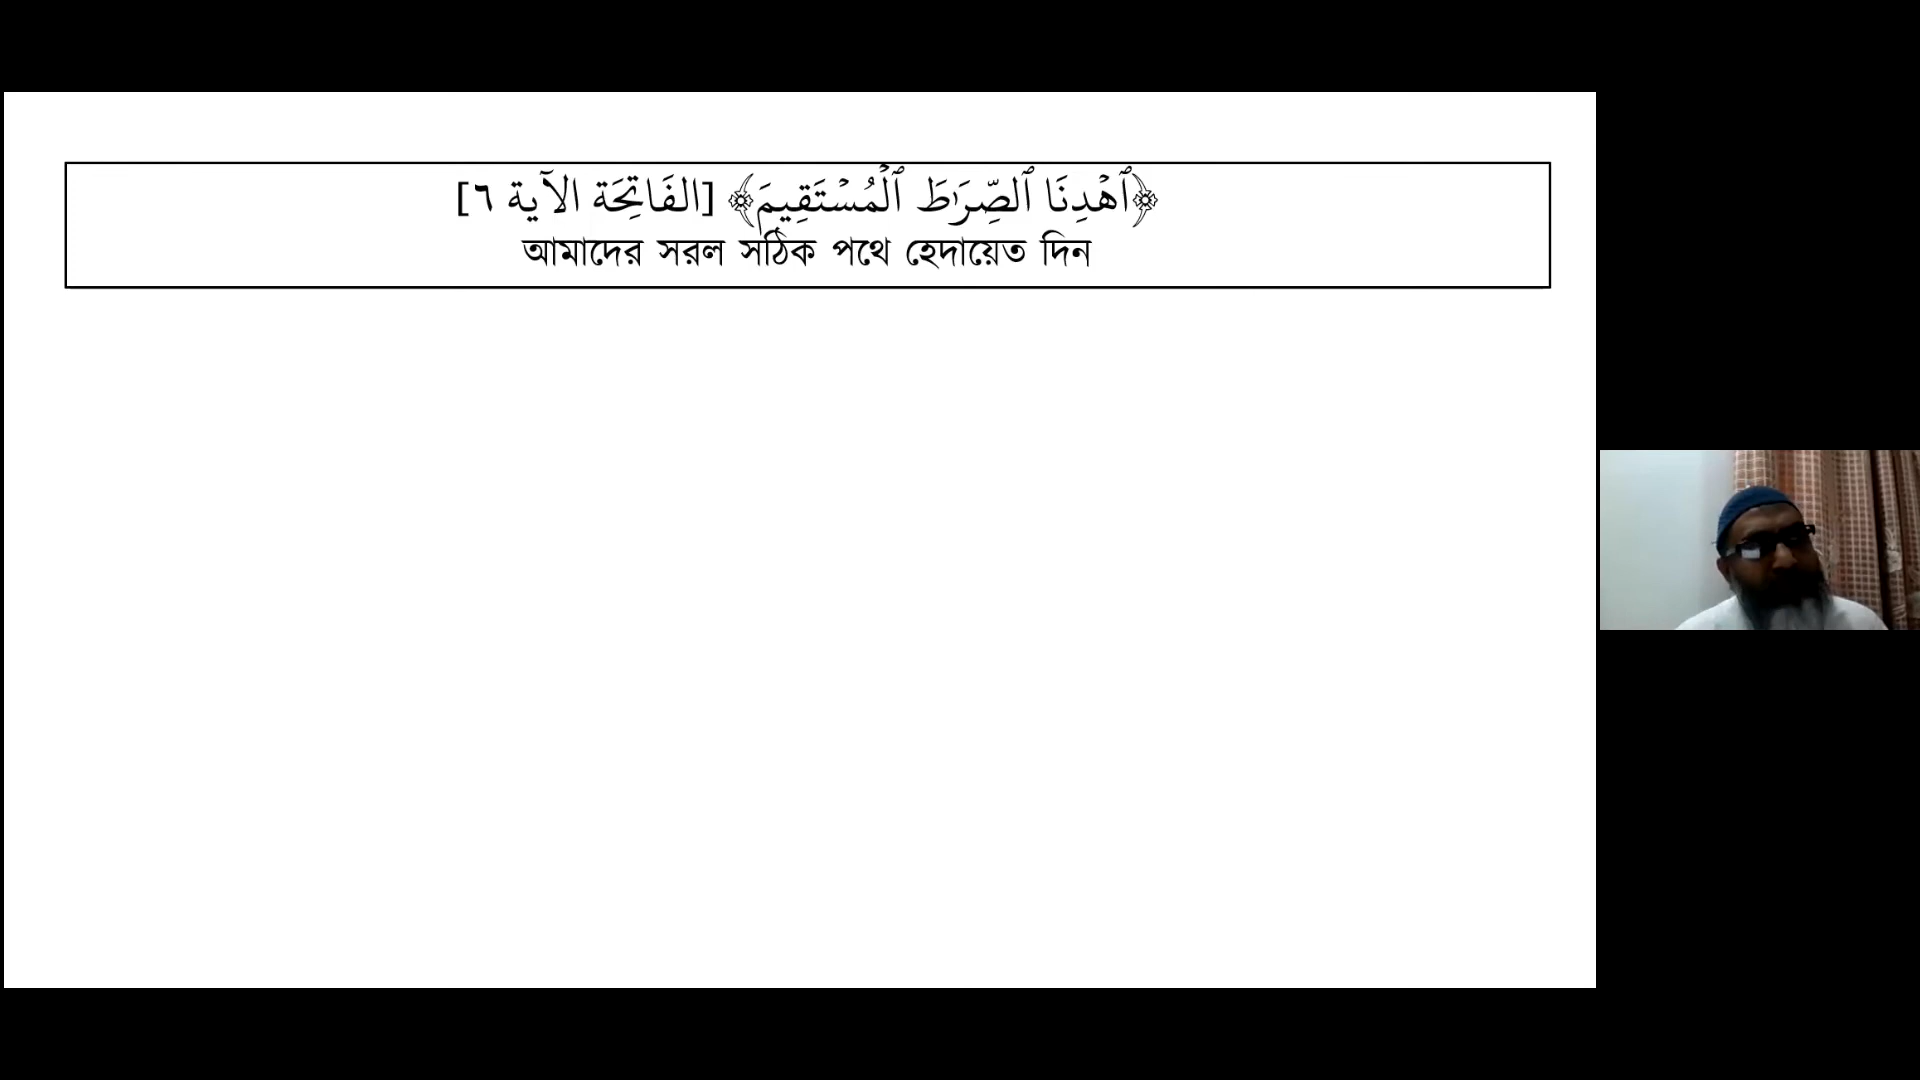 ﴿ٱهۡدِنَا ٱلصِّرَٰطَ ٱلۡمُسۡتَقِيمَ﴾ [الفَاتِحَة الآية ٦]
আমাদের সরল সঠিক পথে হেদায়েত দিন